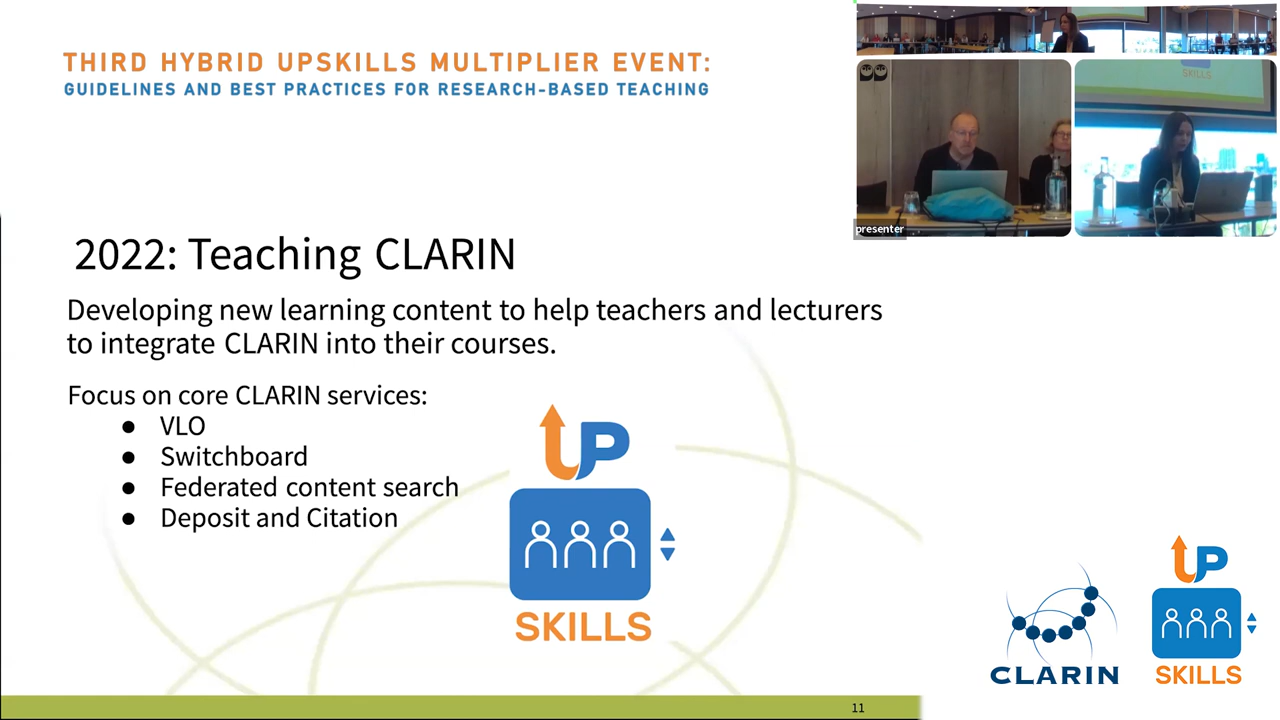 THIRD HYBRID UPSKILLS MULTIPLIER EVENT:
GUIDELINES AND BEST PRACTICES FOR RESEARCH-BASED TEACHING
presenter
SKILLS
2022: Teaching CLARIN
Developing new learning content to help teachers and lecturers
to integrate CLARIN into their courses.
Focus on core CLARIN services:
● VLO
● Switchboard
● Federated content search
● Deposit and Citation
UP
SKILLS
CLARIN
UP
SKILLS
11